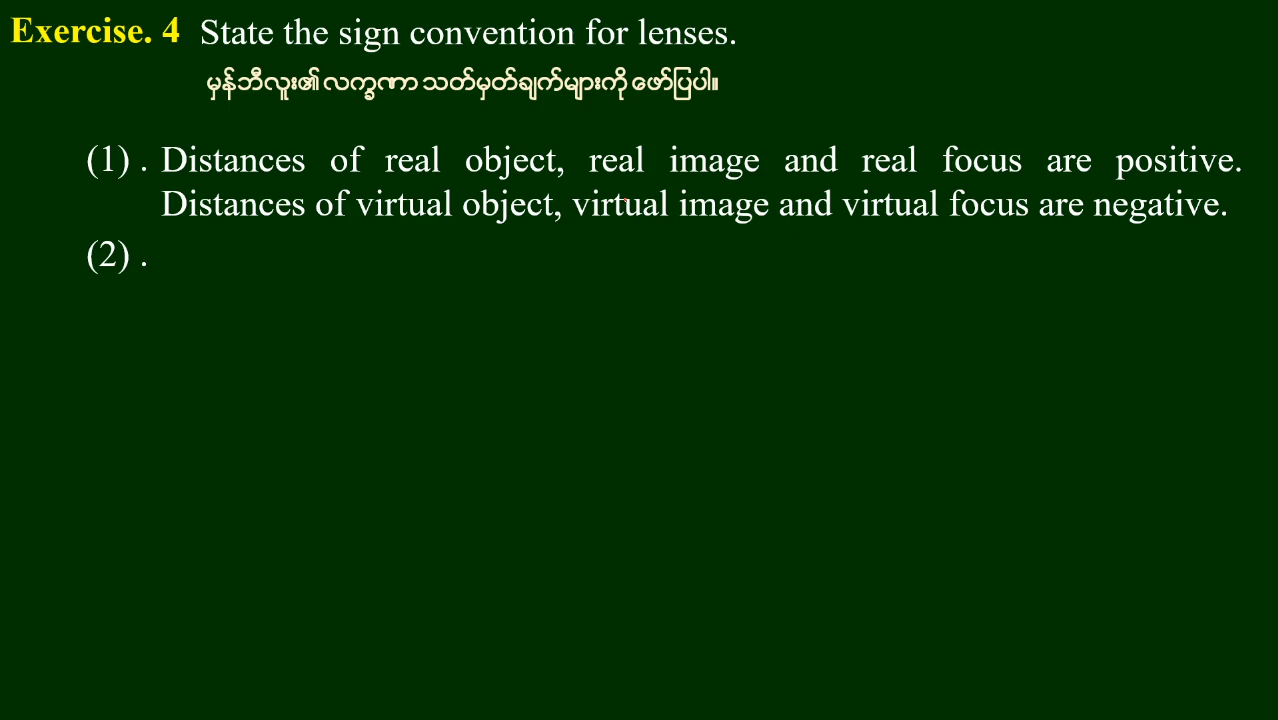 Exercise. 4 State the sign convention for lenses.
မှန်ဘီလူး၏ လက္ခဏာ သတ်မှတ်ချက်များကို ဖော်ပြပါ။
(1) . Distances of real object, real image and real focus are positive.
Distances of virtual object, virtual image and virtual focus are negative.
(2) .